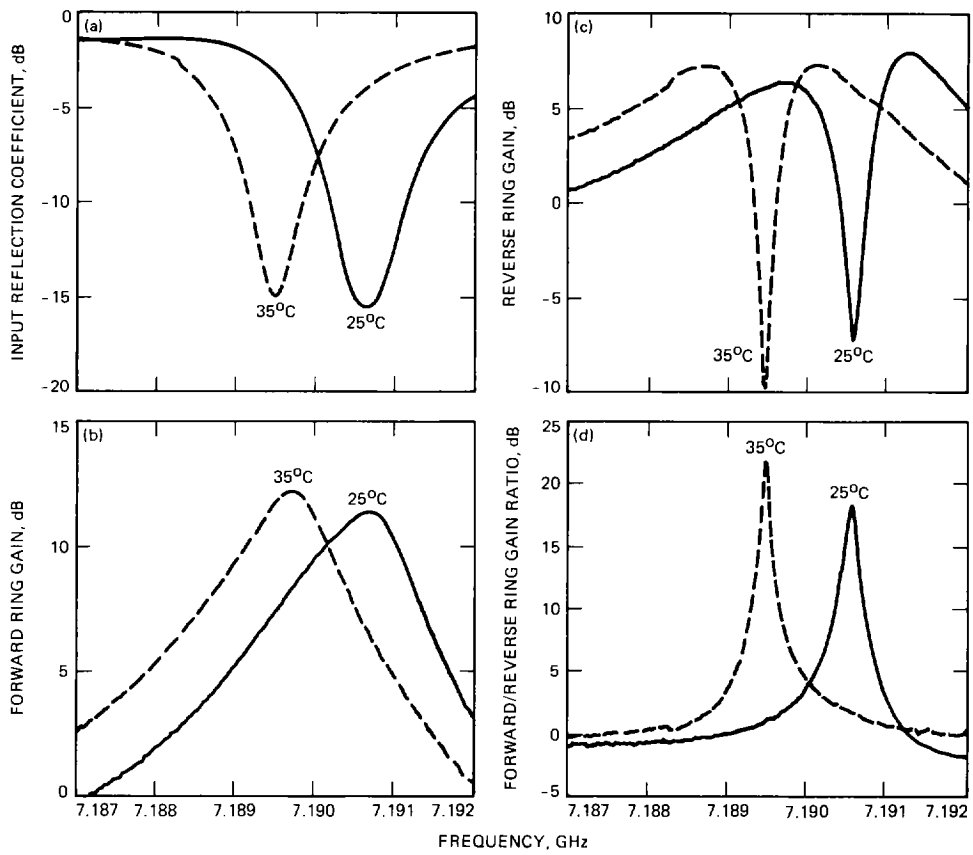 (a)
INPUT REFLECTION COEFFICIENT, dB
0
-5
-10
-15
-20
35°C
25°C
(c)
REVERSE RING GAIN, dB
10
5
0
-5
-10
35°C
25°C
(b)
FORWARD RING GAIN, dB
15
10
5
0
35°C
25°C
7.187 7.188 7.189 7.190 7.191 7.192
(d)
FORWARD/REVERSE RING GAIN RATIO, dB
25
20
15
10
5
0
-5
35°C
25°C
7.187 7.188 7.189 7.190 7.191 7.192
FREQUENCY, GHz